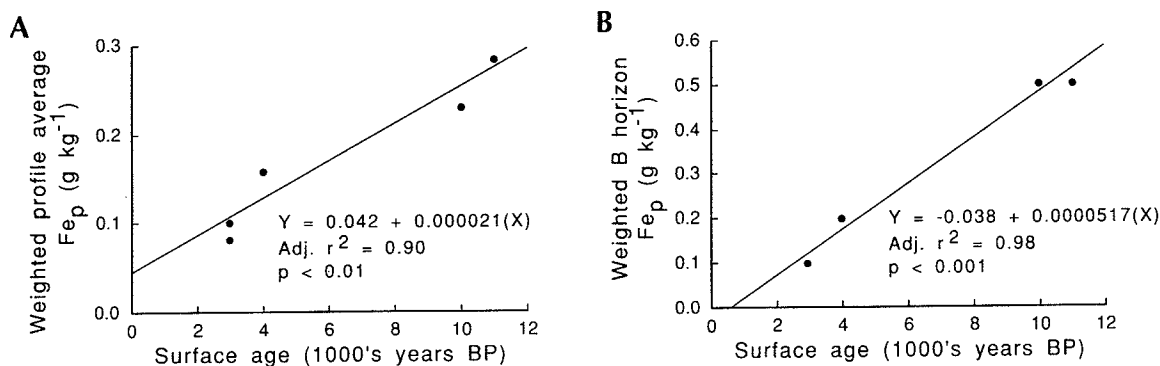 A
Weighted profile average
Fep (g kg-1)
0.3
0.2
0.1
0.0
0 2 4 6 8 10 12
Surface age (1000's years BP)
Y = 0.042 + 0.000021(X)
Adj. r2 = 0.90
p < 0.01
B
Weighted B horizon
Fep (g kg-1)
0.6
0.5
0.4
0.2
0.1
0.0
0 2 4 6 8 10 12
Surface age (1000's years BP)
Y = -0.038 + 0.0000517(X)
Adj. r2 = 0.98
p < 0.001